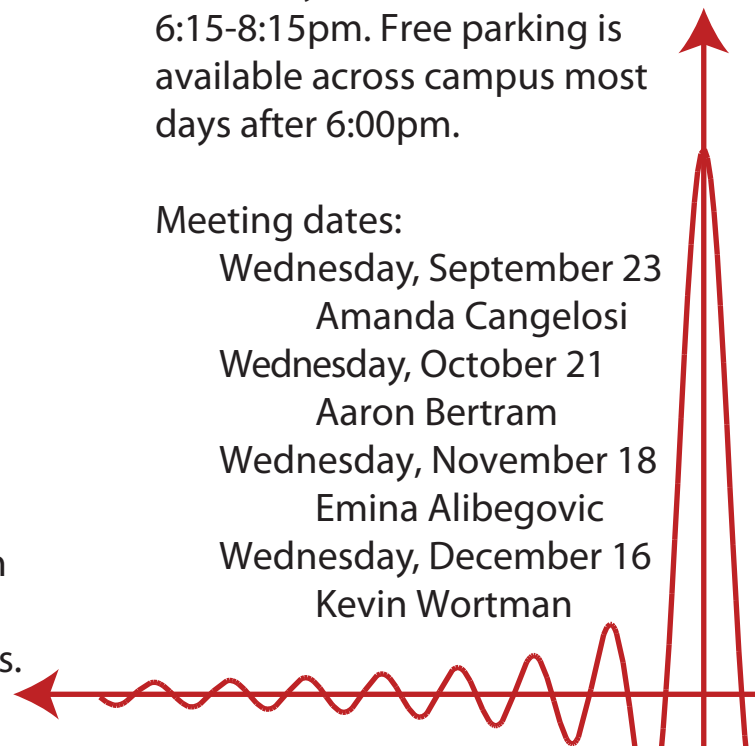 6:15-8:15pm. Free parking is
available across campus most
days after 6:00pm.
Meeting dates:
Wednesday, September 23
Amanda Cangelosi
Wednesday, October 21
Aaron Bertram
Wednesday, November 18
Emina Alibegovic
Wednesday, December 16
Kevin Wortman
s.